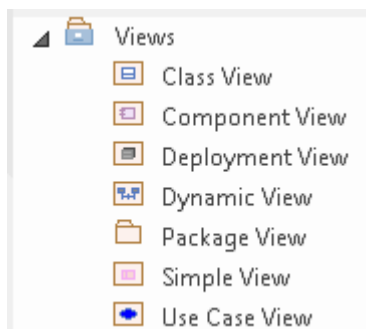 Views
Class View
Component View
Deployment View
Dynamic View
Package View
Simple View
Use Case View